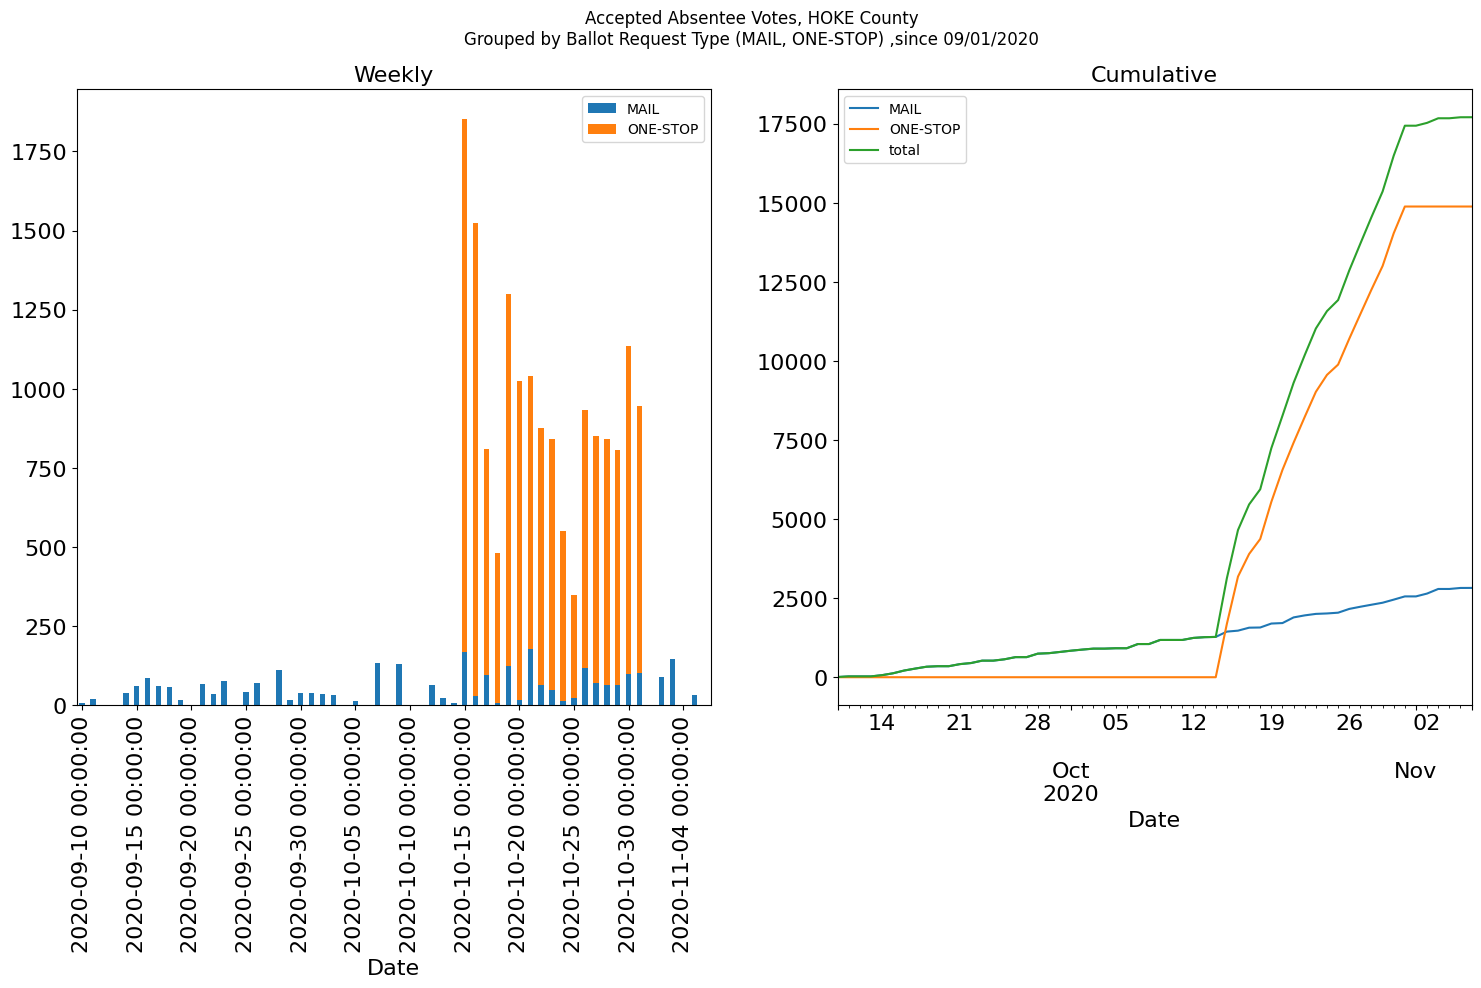 Accepted Absentee Votes, HOKE County
Grouped by Ballot Request Type (MAIL, ONE-STOP) ,since 09/01/2020
Weekly
MAIL
ONE-STOP
1750
1500
1250
1000
750
500
250
0
2020-09-10 00:00:00
2020-09-15 00:00:00
2020-09-20 00:00:00
2020-09-25 00:00:00
2020-09-30 00:00:00
2020-10-05 00:00:00
2020-10-10 00:00:00
2020-10-15 00:00:00
2020-10-20 00:00:00
2020-10-25 00:00:00
2020-10-30 00:00:00
2020-11-04 00:00:00
Date
Cumulative
MAIL
ONE-STOP
total
17500
15000
12500
10000
7500
5000
2500
0
14 21 28 05 12 19 26 02
Oct Nov
2020
Date